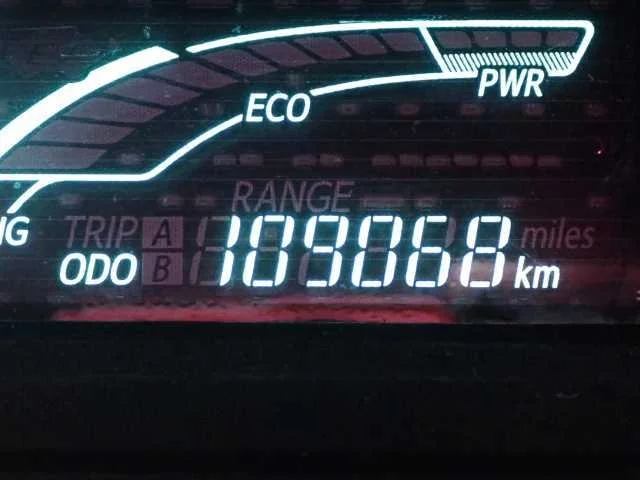 PWR
ECO
RANGE
TRIP A miles
ODO B 109068 km